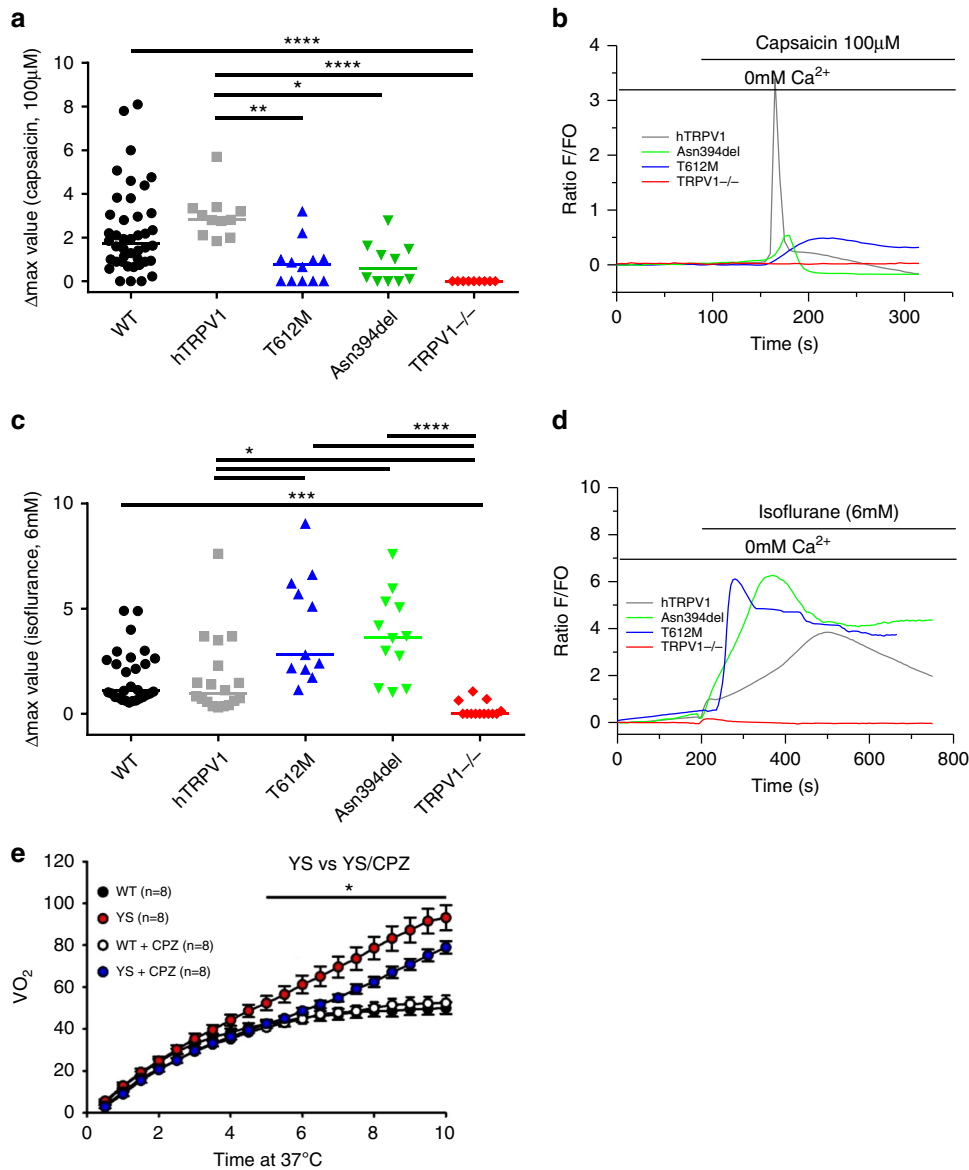 a
Δmax value (capsaicin, 100μM)
10
8
6
4
2
0
****
****
*
**
WT
hTRPV1
T612M
Asn394del
TRPV1−/−
b
Ratio F/FO
4
3
2
1
0
Capsaicin 100μM
0mM Ca²⁺
hTRPV1
Asn394del
T612M
TRPV1−/−
0
100
200
300
Time (s)
c
Δmax value (isoflurance, 6mM)
10
5
0
****
*
***
WT
hTRPV1
T612M
Asn394del
TRPV1−/−
d
Ratio F/FO
10
8
6
4
2
0
Isoflurane (6mM)
0mM Ca²⁺
hTRPV1
Asn394del
T612M
TRPV1−/−
0
200
400
600
800
Time (s)
e
VO₂
120
100
80
60
40
20
0
YS vs YS/CPZ
*
WT (n=8)
YS (n=8)
WT + CPZ (n=8)
YS + CPZ (n=8)
0
2
4
6
8
10
Time at 37°C